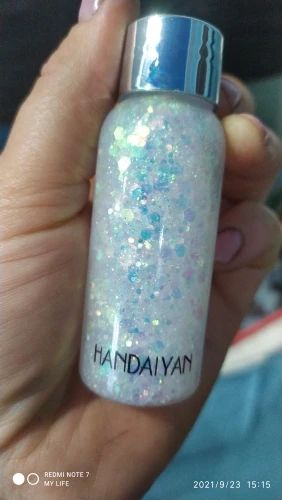 HANDAIYAN
REDMI NOTE 7
MY LIFE
2021/9/23 15:15